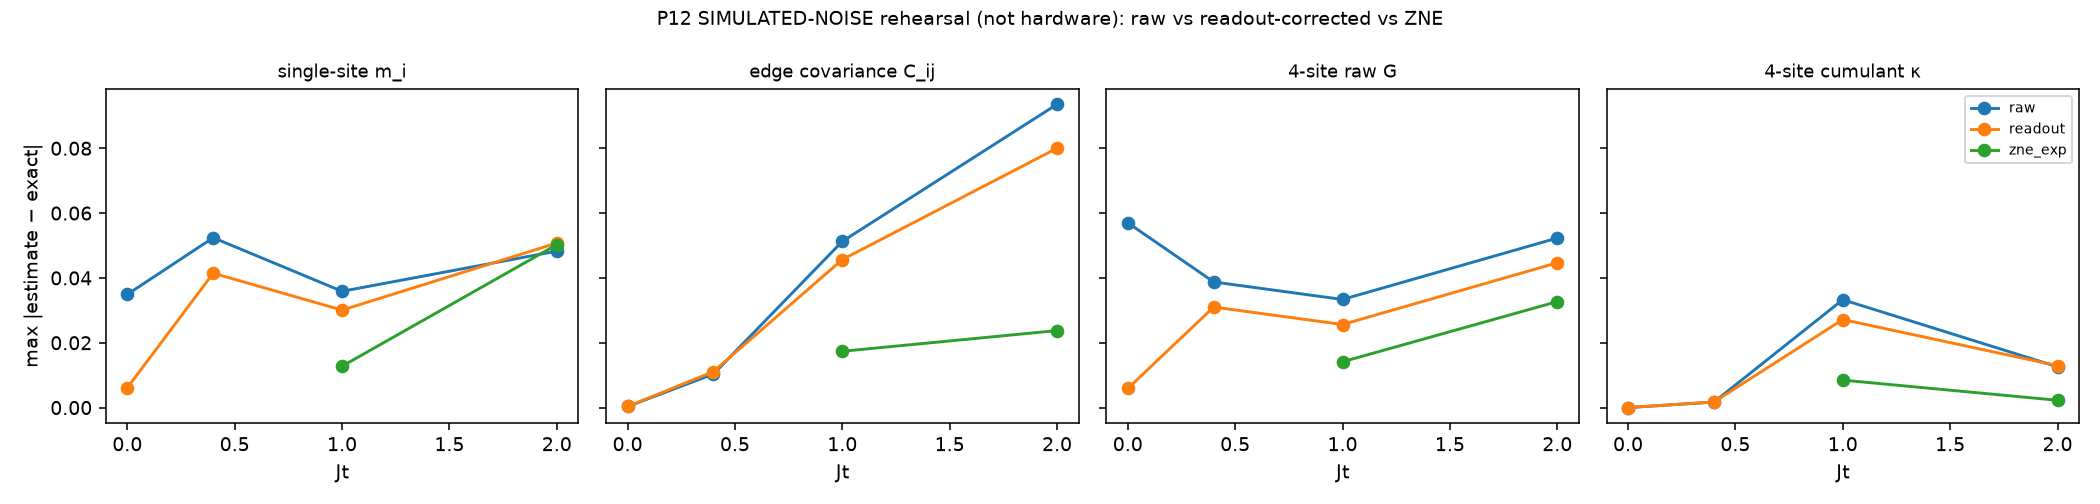 P12 SIMULATED-NOISE rehearsal (not hardware): raw vs readout-corrected vs ZNE
single-site m_i
edge covariance C_ij
4-site raw G
4-site cumulant κ
max |estimate − exact|
0.08
0.06
0.04
0.02
0.00
raw
readout
zne_exp
0.0 0.5 1.0 1.5 2.0
0.0 0.5 1.0 1.5 2.0
0.0 0.5 1.0 1.5 2.0
0.0 0.5 1.0 1.5 2.0
Jt
Jt
Jt
Jt